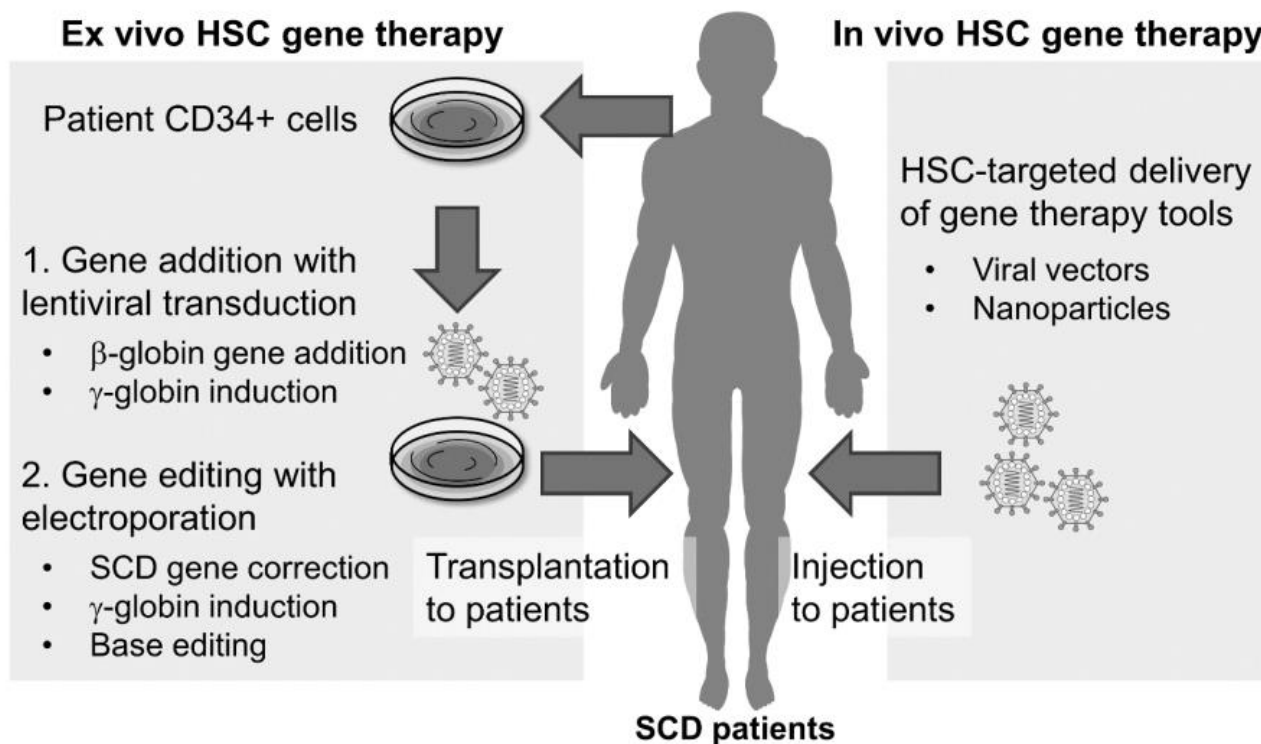 Ex vivo HSC gene therapy
Patient CD34+ cells
1. Gene addition with
lentiviral transduction
• β-globin gene addition
• γ-globin induction
2. Gene editing with
electroporation
• SCD gene correction
• γ-globin induction
• Base editing
Transplantation
to patients
In vivo HSC gene therapy
HSC-targeted delivery
of gene therapy tools
• Viral vectors
• Nanoparticles
Injection
to patients
SCD patients